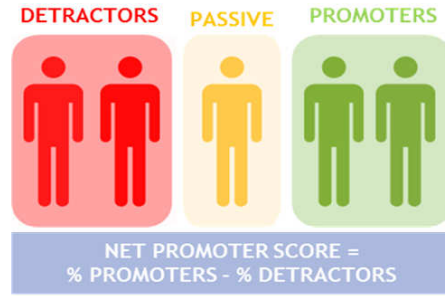 DETRACTORS PASSIVE PROMOTERS
NET PROMOTER SCORE =
% PROMOTERS - % DETRACTORS